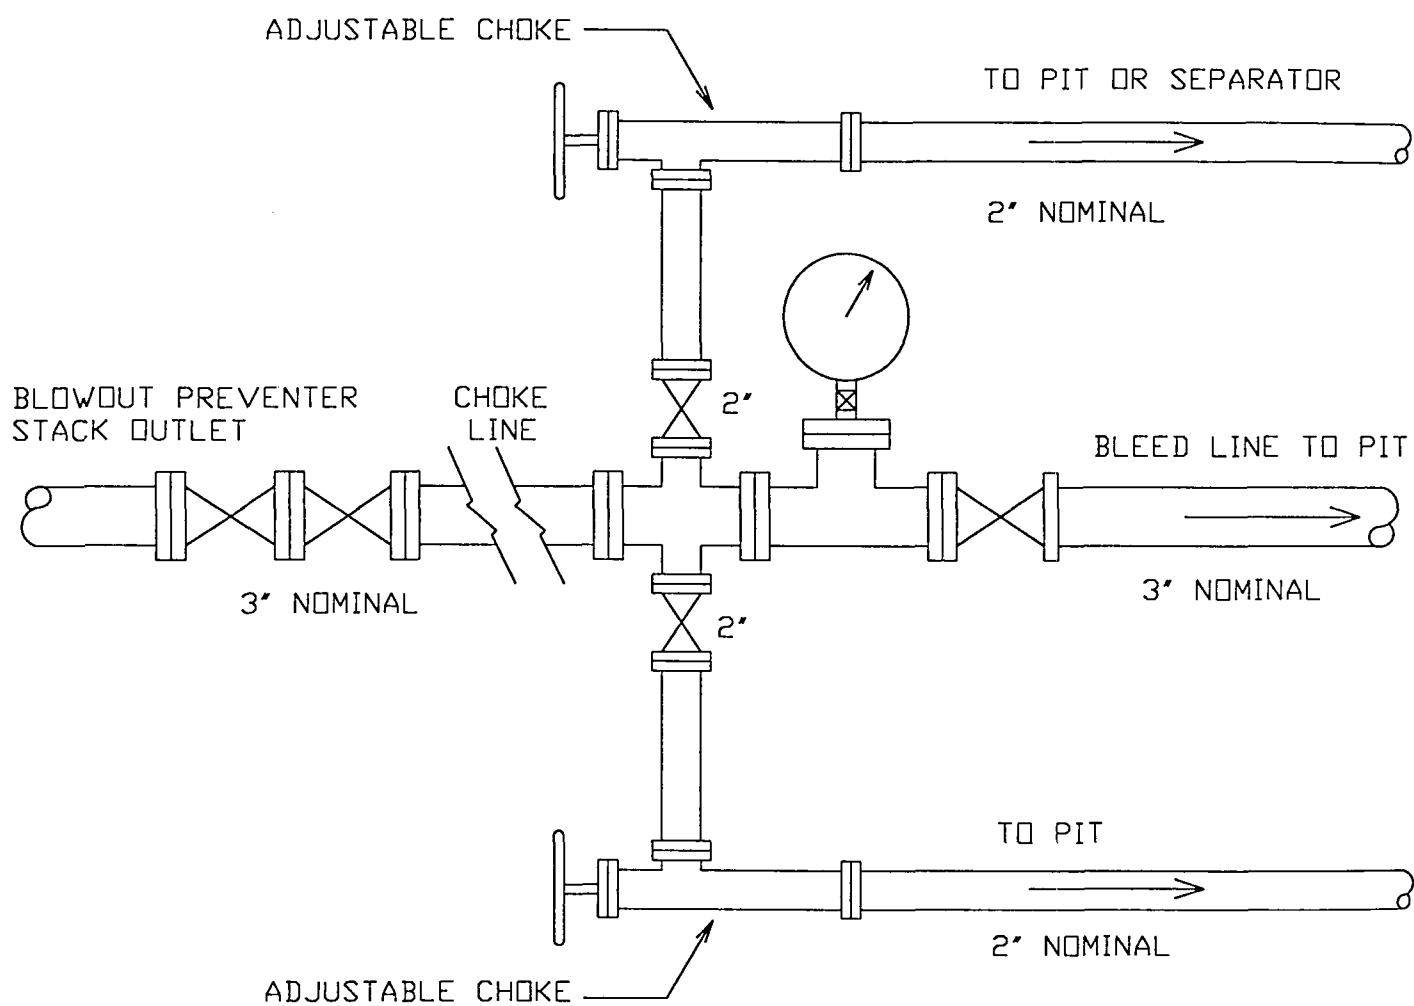 ADJUSTABLE CHOKE
TO PIT OR SEPARATOR
2" NOMINAL
BLOWOUT PREVENTER
STACK OUTLET
CHOKE
LINE
2"
BLEED LINE TO PIT
3" NOMINAL
3" NOMINAL
2"
TO PIT
2" NOMINAL
ADJUSTABLE CHOKE